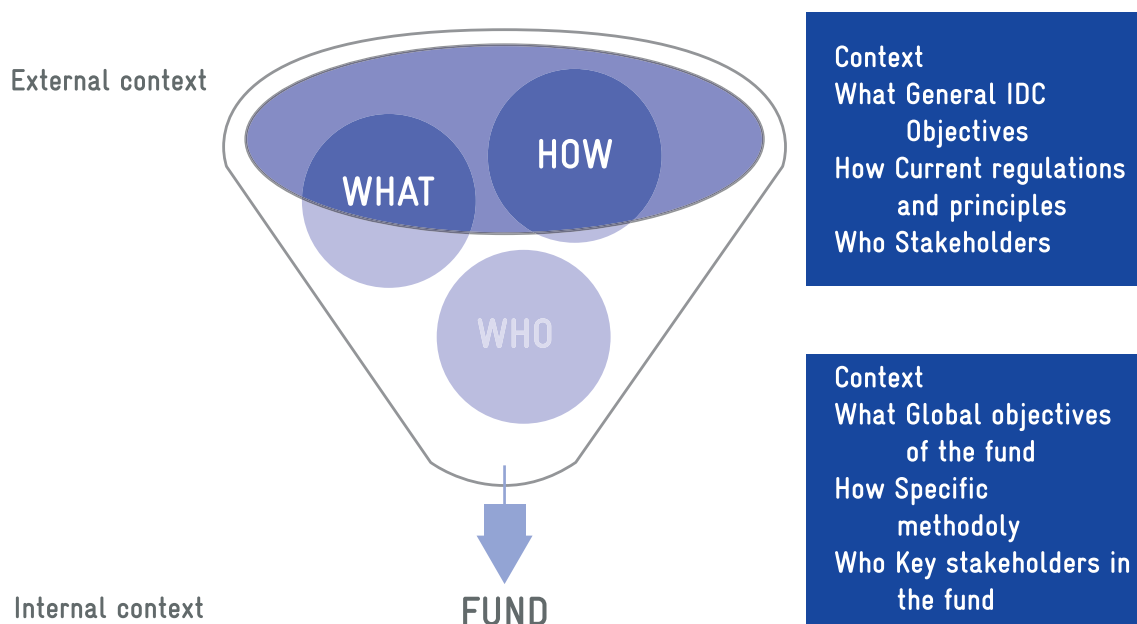 External context
WHAT
HOW
WHO
Internal context
FUND
Context
What General IDC
Objectives
How Current regulations
and principles
Who Stakeholders
Context
What Global objectives
of the fund
How Specific
methodoly
Who Key stakeholders in
the fund